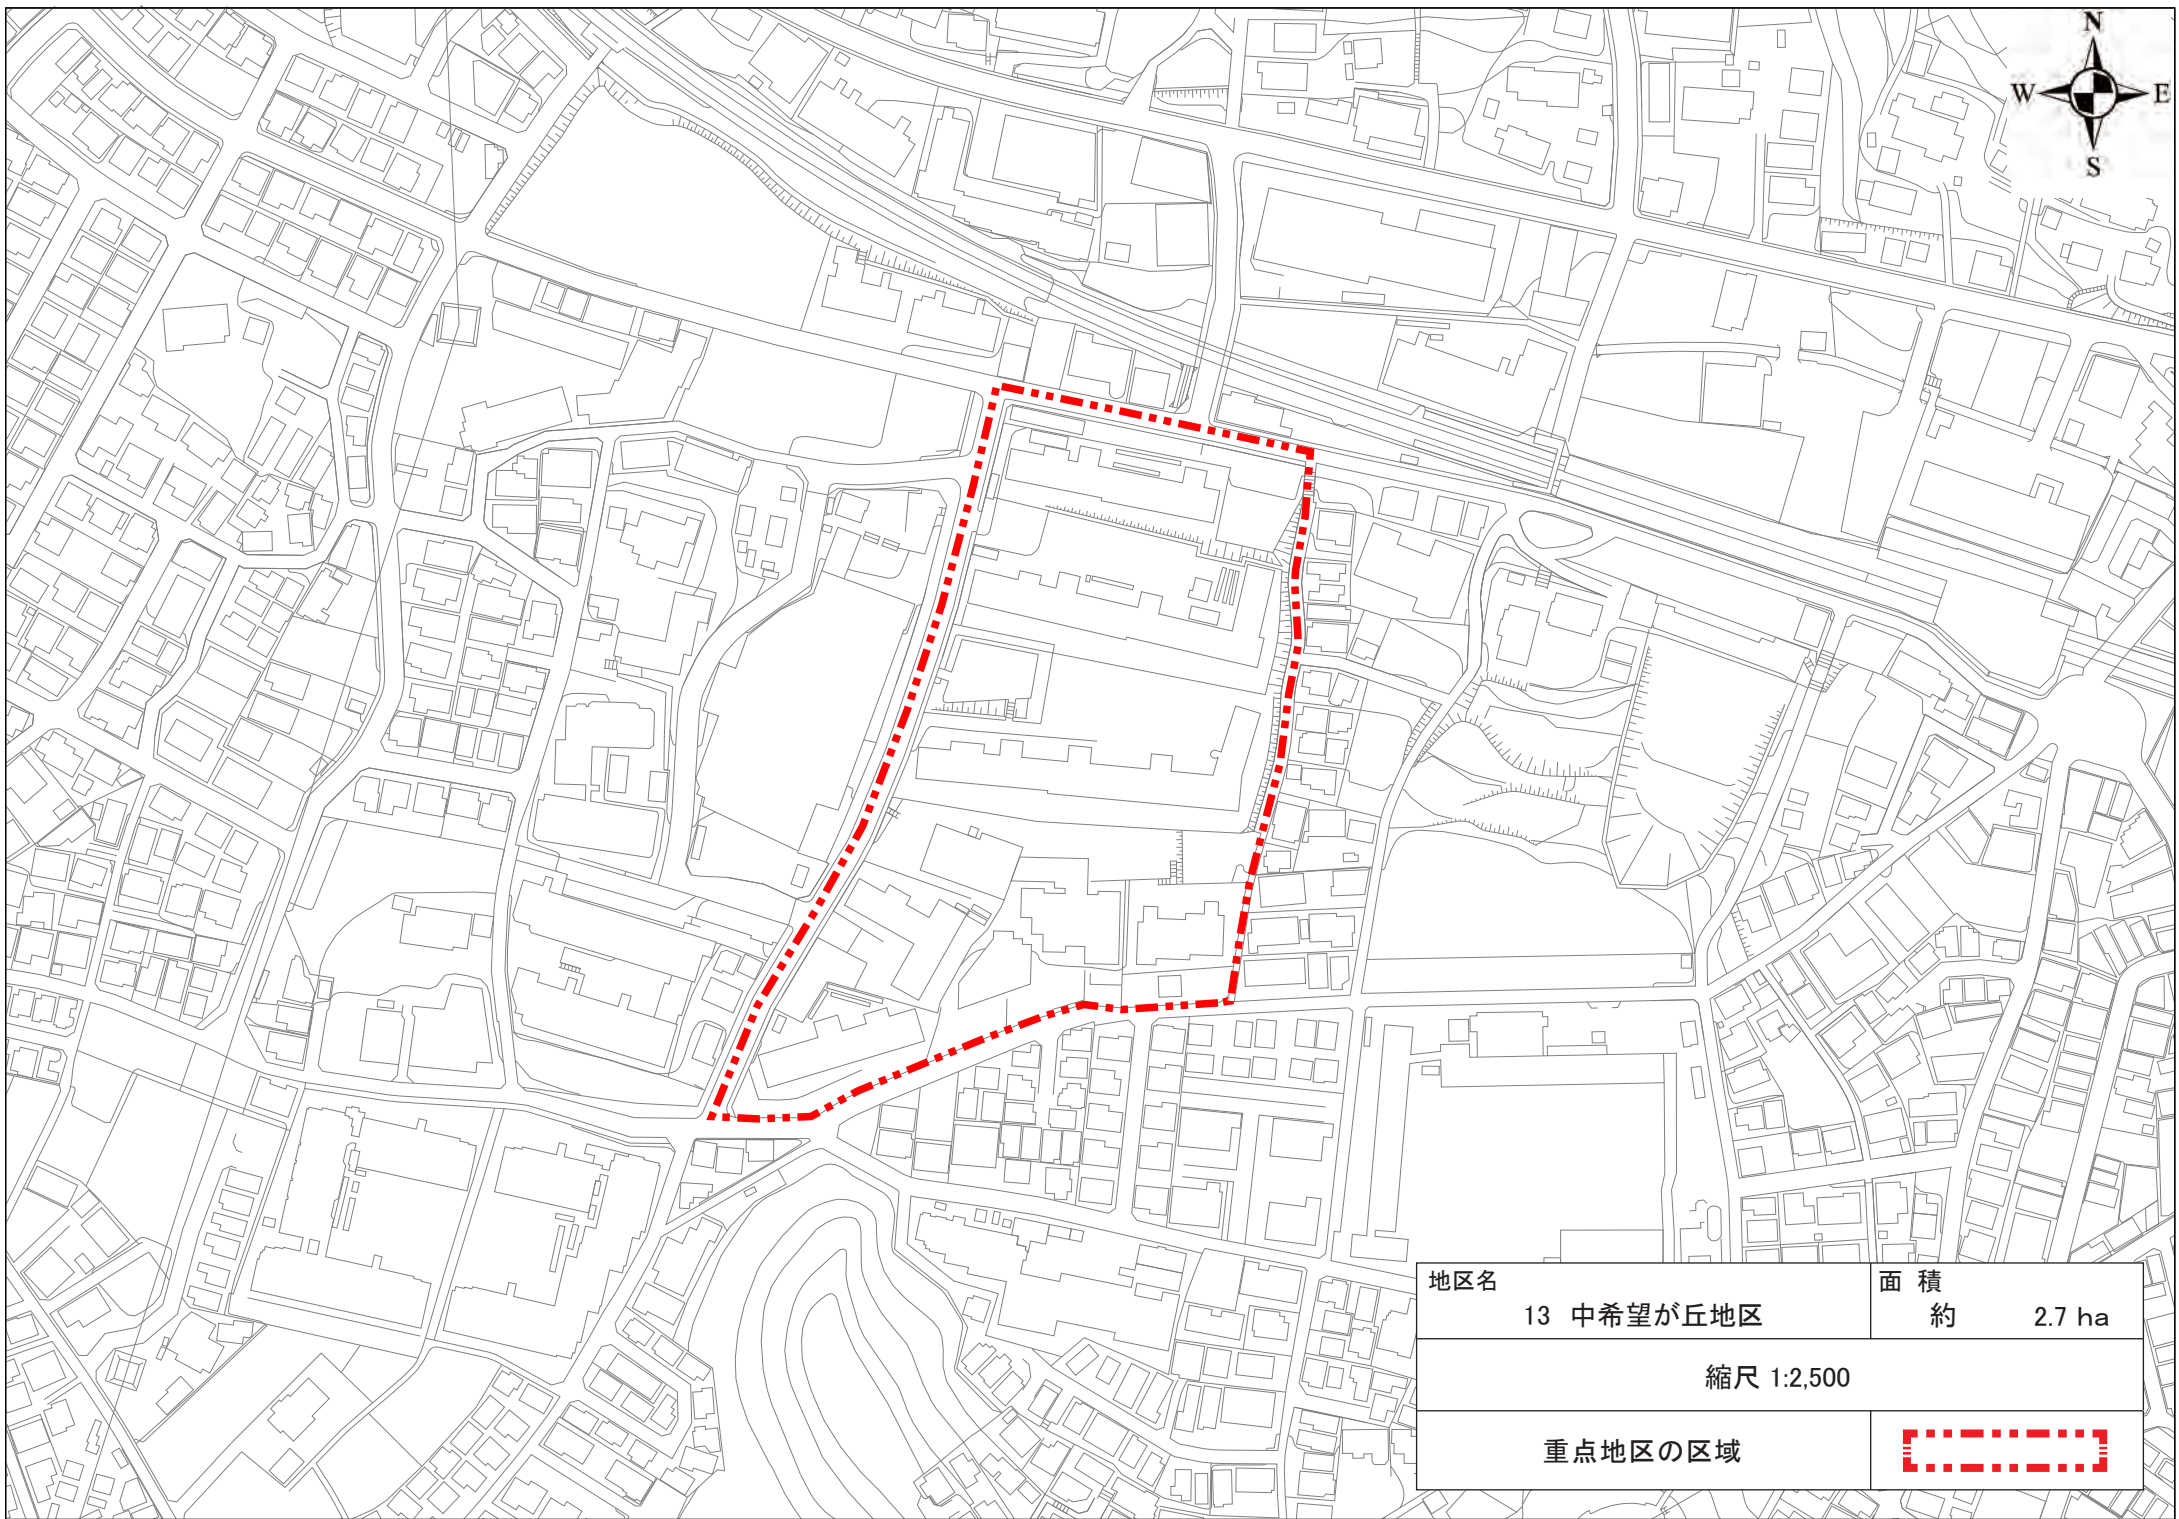 N
W E
S
地区名
13 中希望が丘地区
面 積
約 2.7 ha
縮尺 1:2,500
重点地区の区域